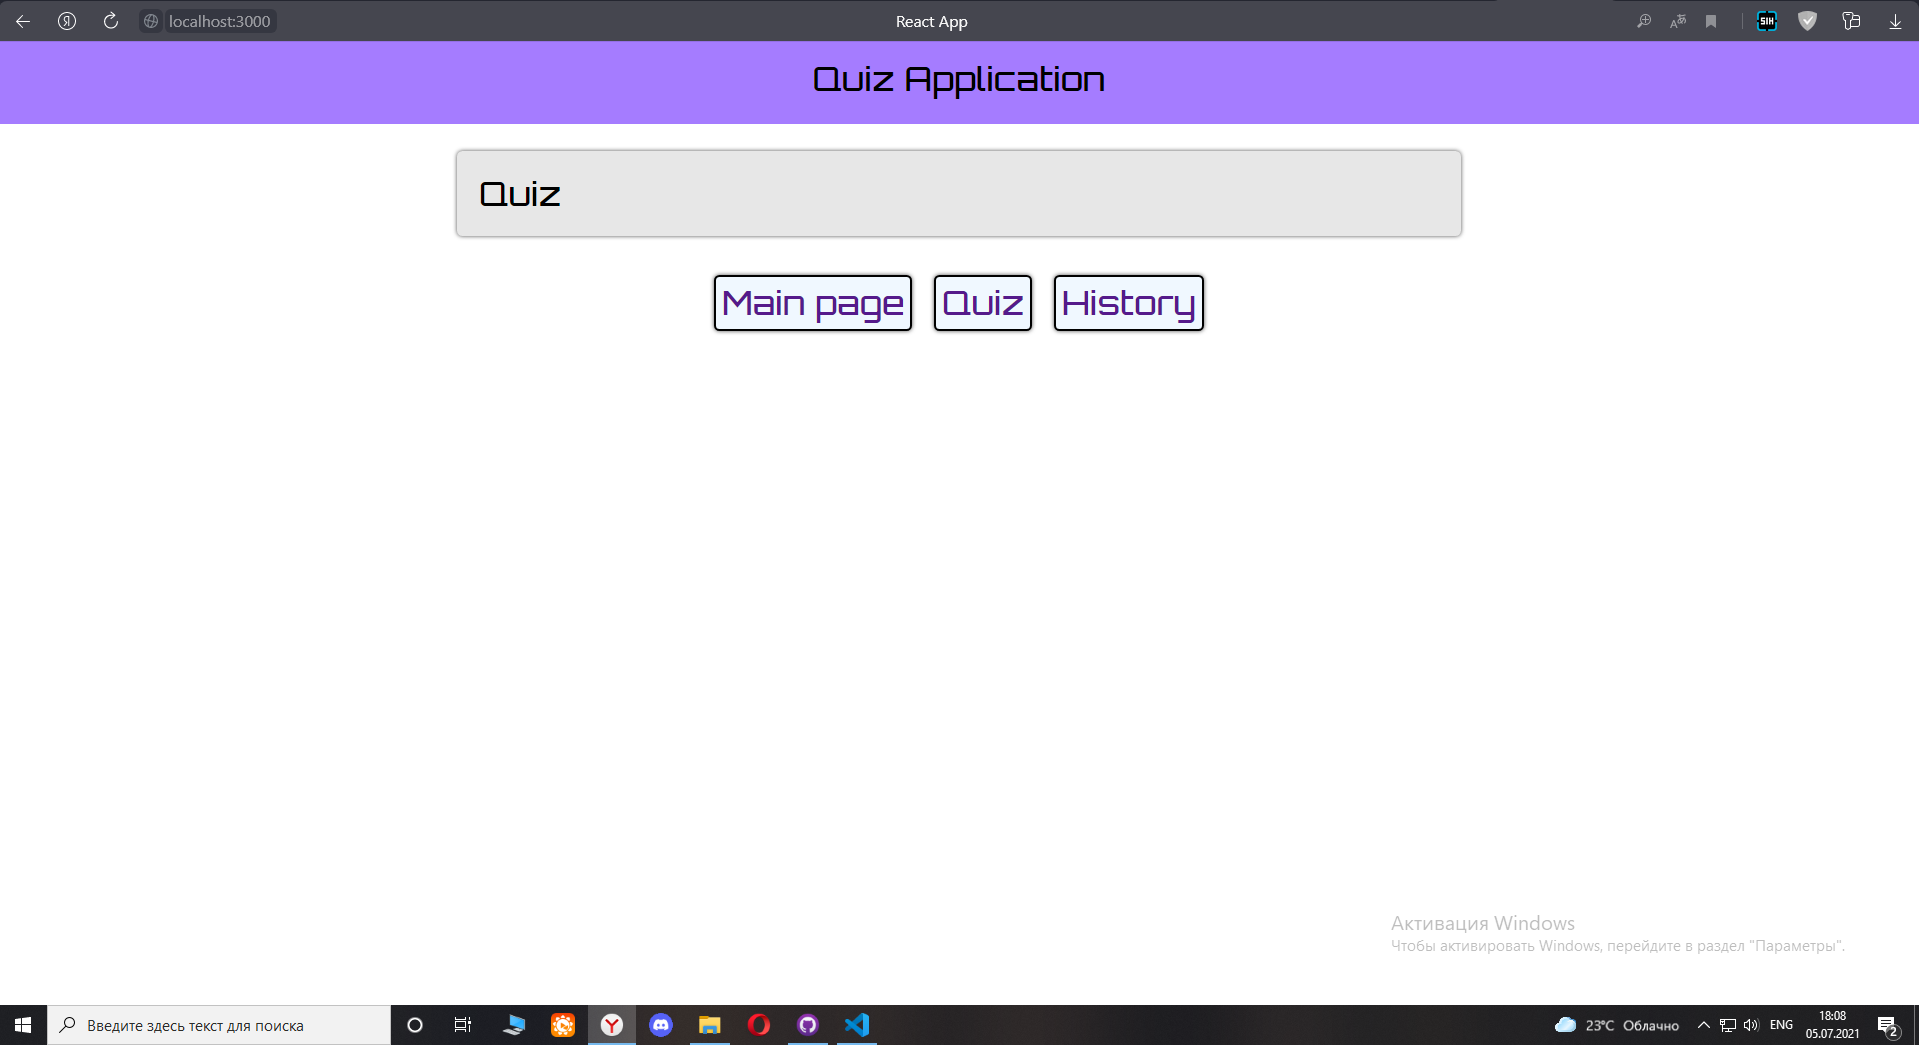 localhost:3000
React App
Quiz Application
Quiz
Main page
Quiz
History
Активация Windows
Чтобы активировать Windows, перейдите в раздел "Параметры".
Введите здесь текст для поиска
23°C Облачно
ENG
18:08
05.07.2021
2
SIH